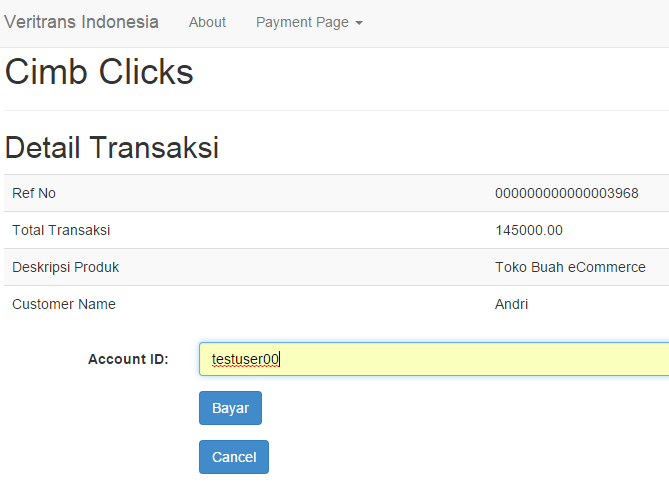 Veritrans Indonesia About Payment Page
Cimb Clicks
Detail Transaksi
Ref No 000000000000003968
Total Transaksi 145000.00
Deskripsi Produk Toko Buah eCommerce
Customer Name Andri
Account ID: testuser00
Bayar
Cancel